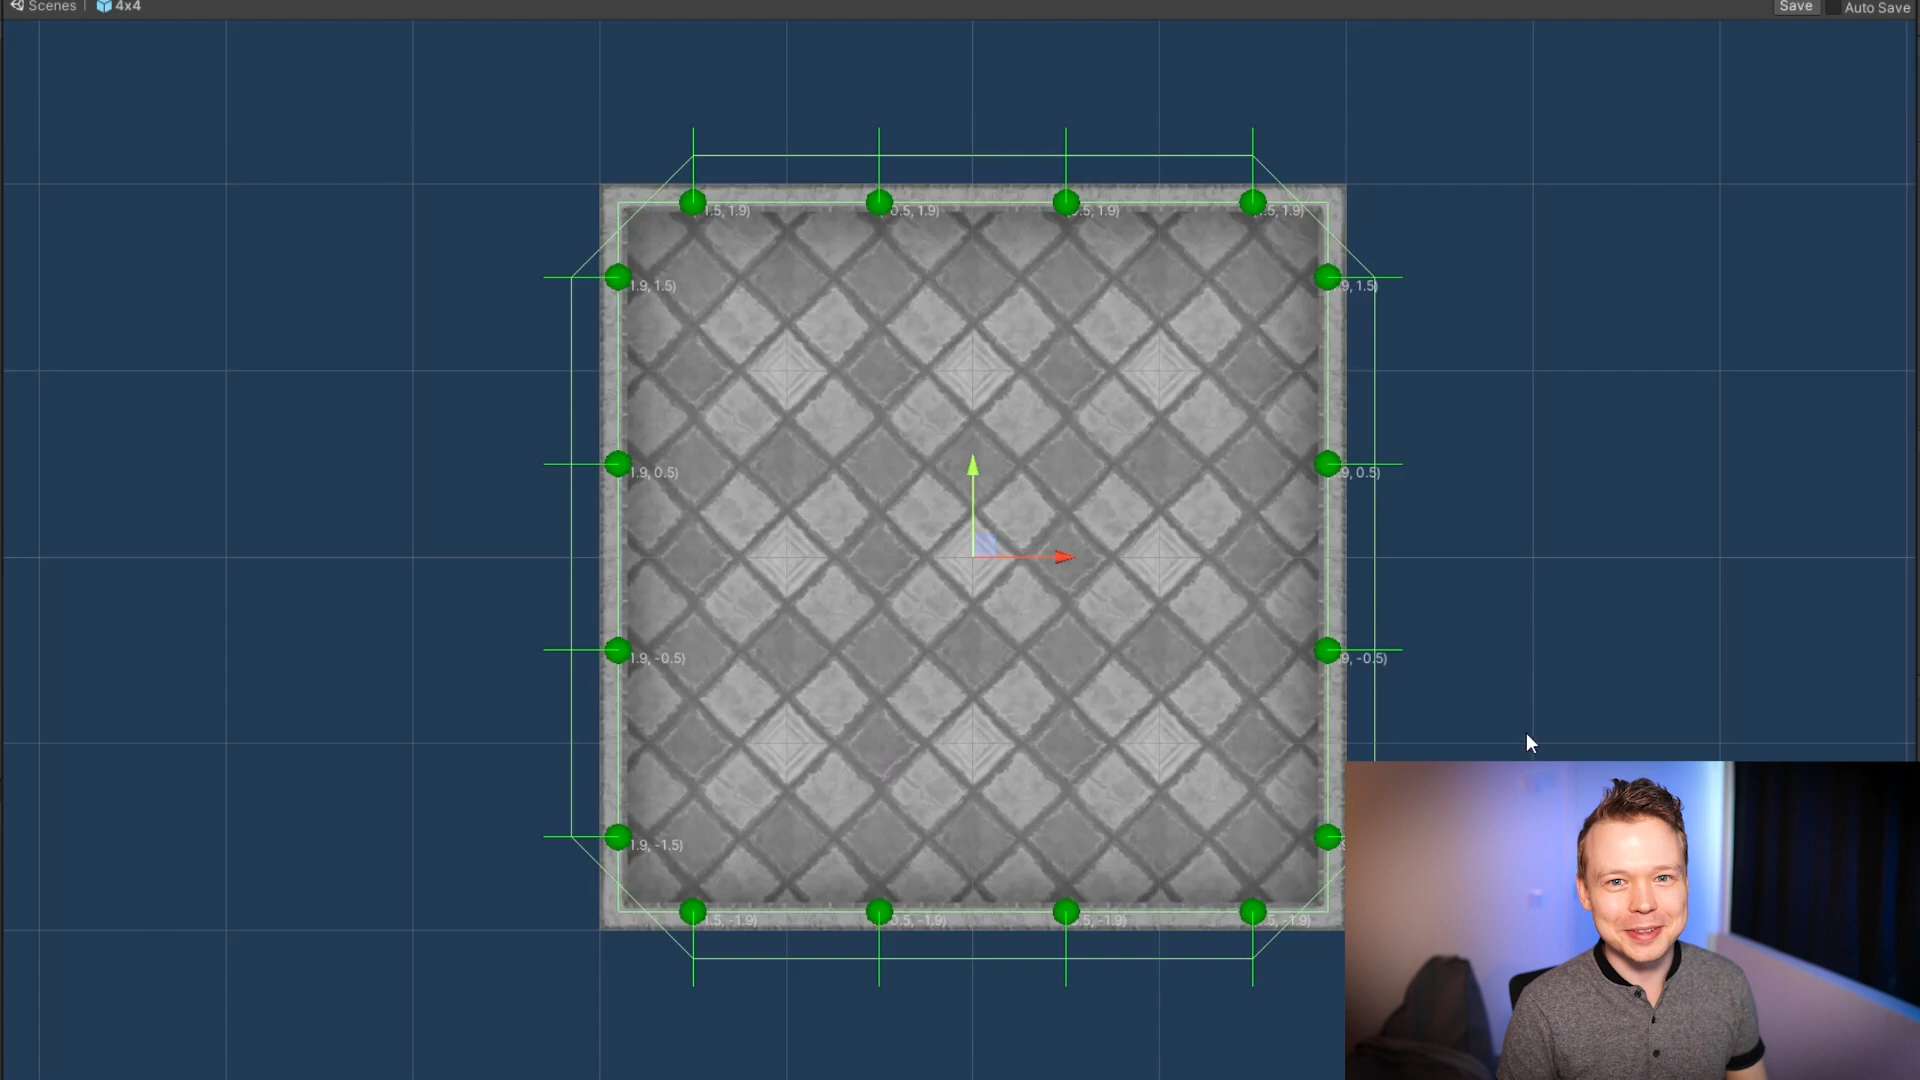 Scenes | 4x4 Save Auto Save
1.5, 1.9) 0.5, 1.9) .5, 1.9) .5, 1.9)
1.9, 1.5) 9, 1.5)
1.9, 0.5) 9, 0.5)
1.9, -0.5) 9, -0.5)
1.9, -1.5)
1.5, -1.9) 0.5, -1.9) .5, -1.9) .5, -1.9)